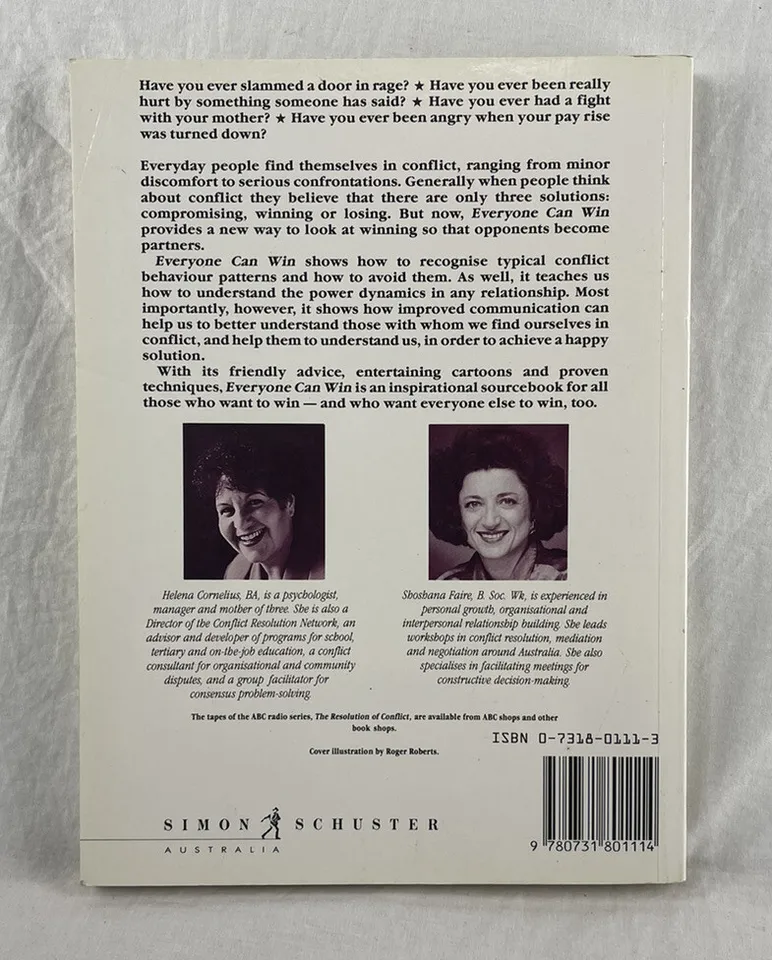 Have you ever slammed a door in rage? ★ Have you ever been really
hurt by something someone has said? ★ Have you ever had a fight
with your mother? ★ Have you ever been angry when your pay rise
was turned down?
Everyday people find themselves in conflict, ranging from minor
discomfort to serious confrontations. Generally when people think
about conflict they believe that there are only three solutions:
compromising, winning or losing. But now, Everyone Can Win
provides a new way to look at winning so that opponents become
partners.
Everyone Can Win shows how to recognise typical conflict
behaviour patterns and how to avoid them. As well, it teaches us
how to understand the power dynamics in any relationship. Most
importantly, however, it shows how improved communication can
help us to better understand those with whom we find ourselves in
conflict, and help them to understand us, in order to achieve a happy
solution.
With its friendly advice, entertaining cartoons and proven
techniques, Everyone Can Win is an inspirational sourcebook for all
those who want to win — and who want everyone else to win, too.
Helena Cornelius, BA, is a psychologist,
manager and mother of three. She is also a
Director of the Conflict Resolution Network, an
advisor and developer of programs for school,
tertiary and on-the-job education, a conflict
consultant for organisational and community
disputes, and a group facilitator for
consensus problem-solving.
Shoshana Faire, B. Soc. Wk, is experienced in
personal growth, organisational and
interpersonal relationship building. She leads
workshops in conflict resolution, mediation
and negotiation around Australia. She also
specialises in facilitating meetings for
constructive decision-making.
The tapes of the ABC radio series, The Resolution of Conflict, are available from ABC shops and other
book shops.
Cover illustration by Roger Roberts.
ISBN 0-7318-0111-3
9 780731 801114
SIMON SCHUSTER
AUSTRALIA